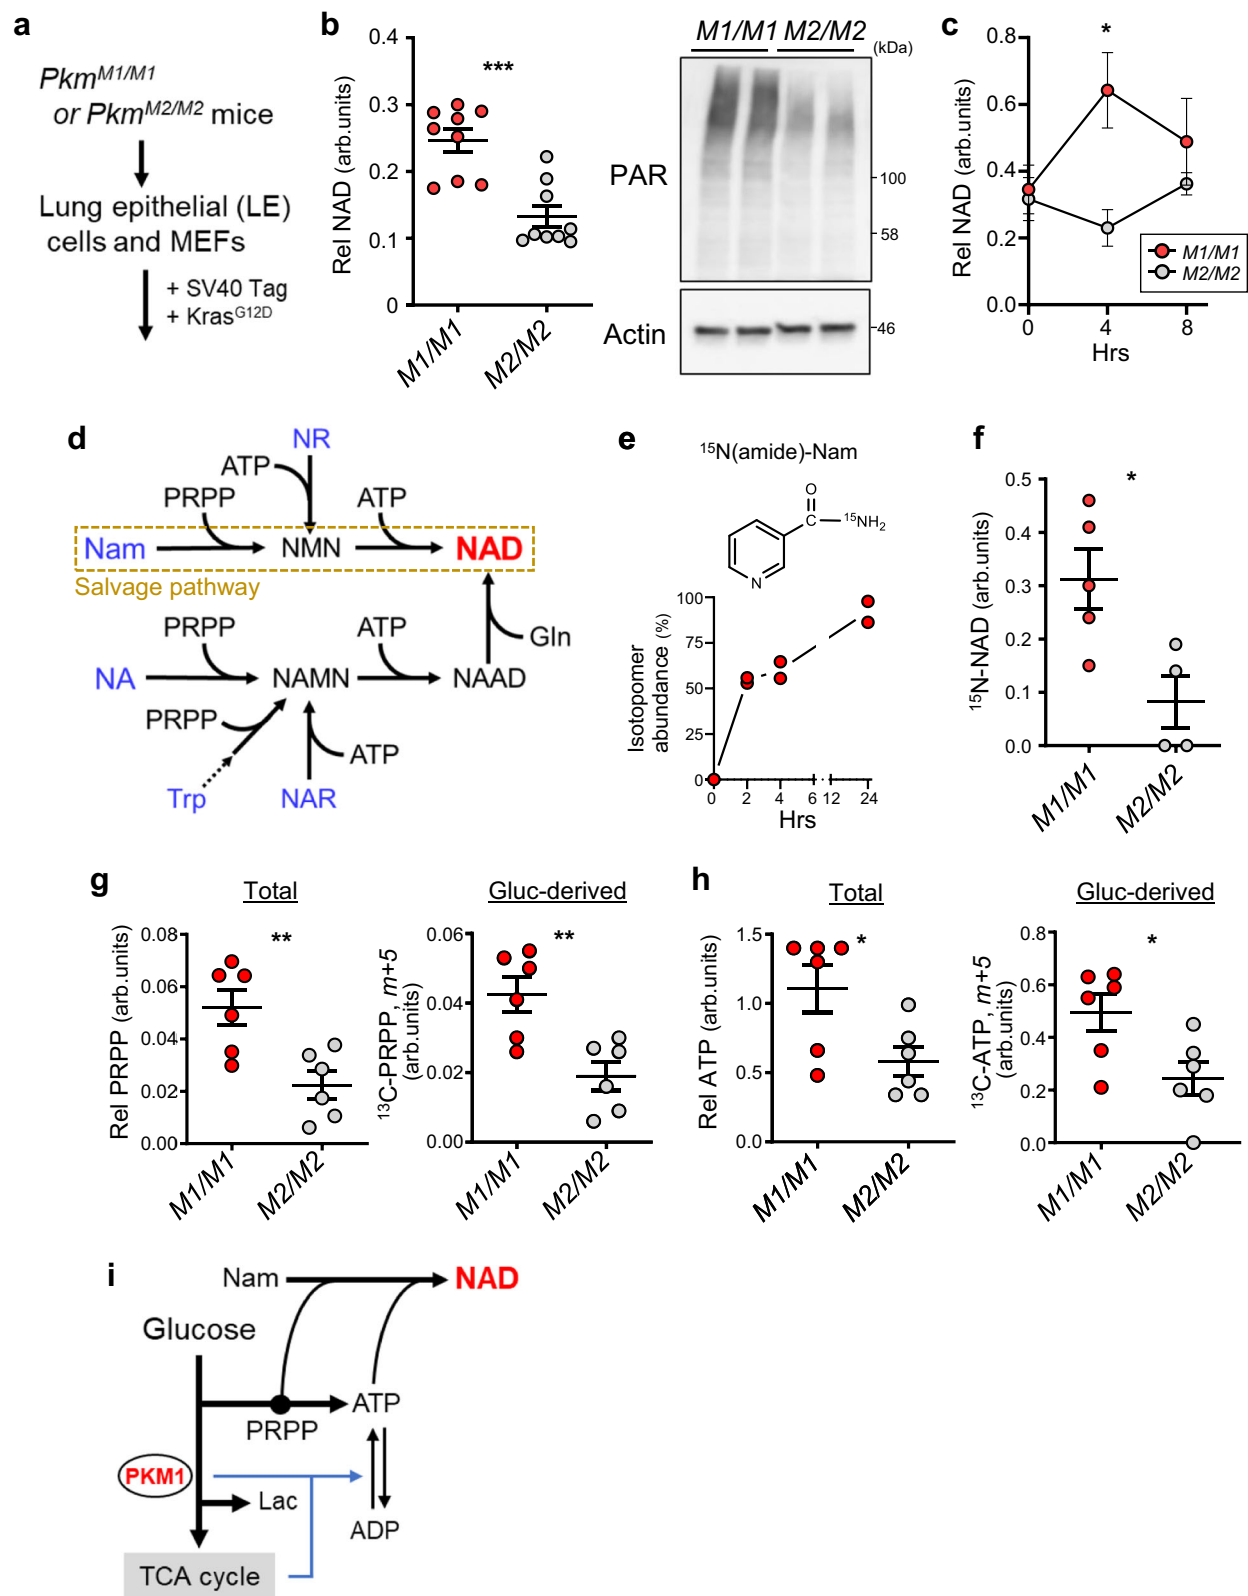 a
Pkm^M1/M1
or Pkm^M2/M2 mice
Lung epithelial (LE)
cells and MEFs
+ SV40 Tag
+ Kras^G12D
b
Rel NAD (arb.units)
0.4
0.3
0.2
0.1
0
***
M1/M1
M2/M2
M1/M1 M2/M2
(kDa)
PAR
100
58
Actin
46
c
Rel NAD (arb.units)
0.8
0.6
0.4
0.2
0.0
*
M1/M1
M2/M2
0 4 8
Hrs
d
NR
ATP
PRPP ATP
Nam NMN NAD
Salvage pathway
PRPP ATP Gln
NA NAMN NAAD
PRPP ATP
Trp NAR
e
¹⁵N(amide)-Nam
O
C ¹⁵NH₂
N
Isotopomer
abundance (%)
100
75
50
25
0
0 2 4 6 12 24
Hrs
f
¹⁵N-NAD (arb.units)
0.5
0.4
0.3
0.2
0.1
0.0
*
M1/M1
M2/M2
g
Total
Rel PRPP (arb.units)
0.08
0.06
0.04
0.02
0.00
**
M1/M1
M2/M2
Gluc-derived
¹³C-PRPP, m+5
(arb.units)
0.06
0.04
0.02
0.00
**
M1/M1
M2/M2
h
Total
Rel ATP (arb.units)
1.5
1.0
0.5
0.0
*
M1/M1
M2/M2
Gluc-derived
¹³C-ATP, m+5
(arb.units)
0.8
0.6
0.4
0.2
0.0
*
M1/M1
M2/M2
i
Nam NAD
Glucose
ATP
PRPP
PKM1
Lac
ADP
TCA cycle